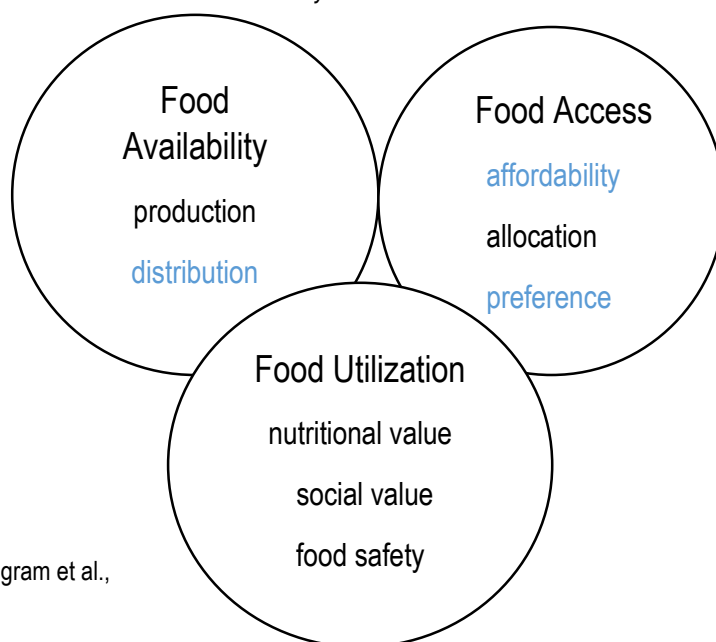 Food
Availability
production
distribution
Food Access
affordability
allocation
preference
Food Utilization
nutritional value
social value
food safety
gram et al.,